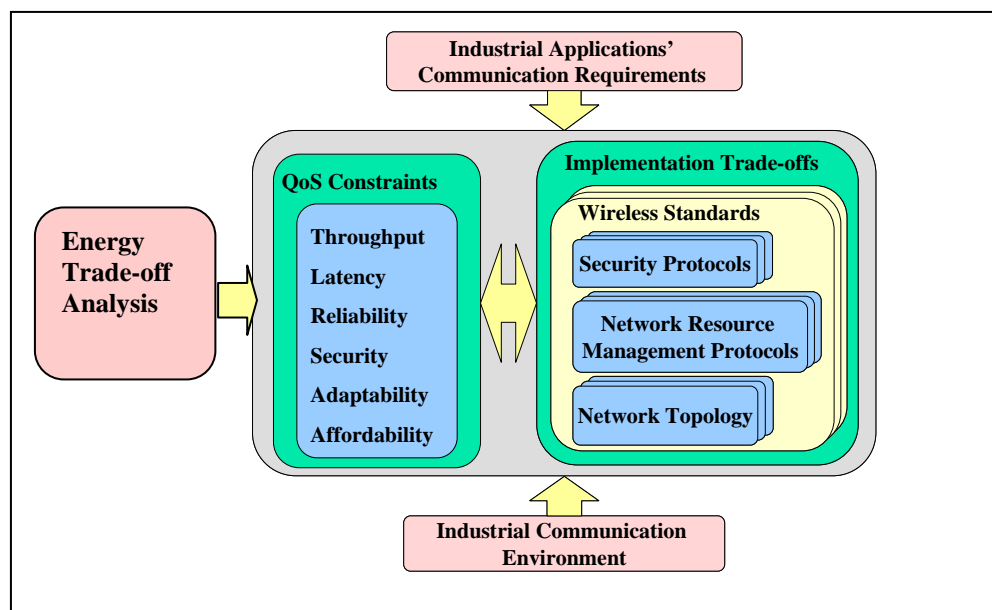 Industrial Applications’
Communication Requirements
Energy
Trade-off
Analysis
QoS Constraints
Throughput
Latency
Reliability
Security
Adaptability
Affordability
Implementation Trade-offs
Wireless Standards
Security Protocols
Network Resource
Management Protocols
Network Topology
Industrial Communication
Environment